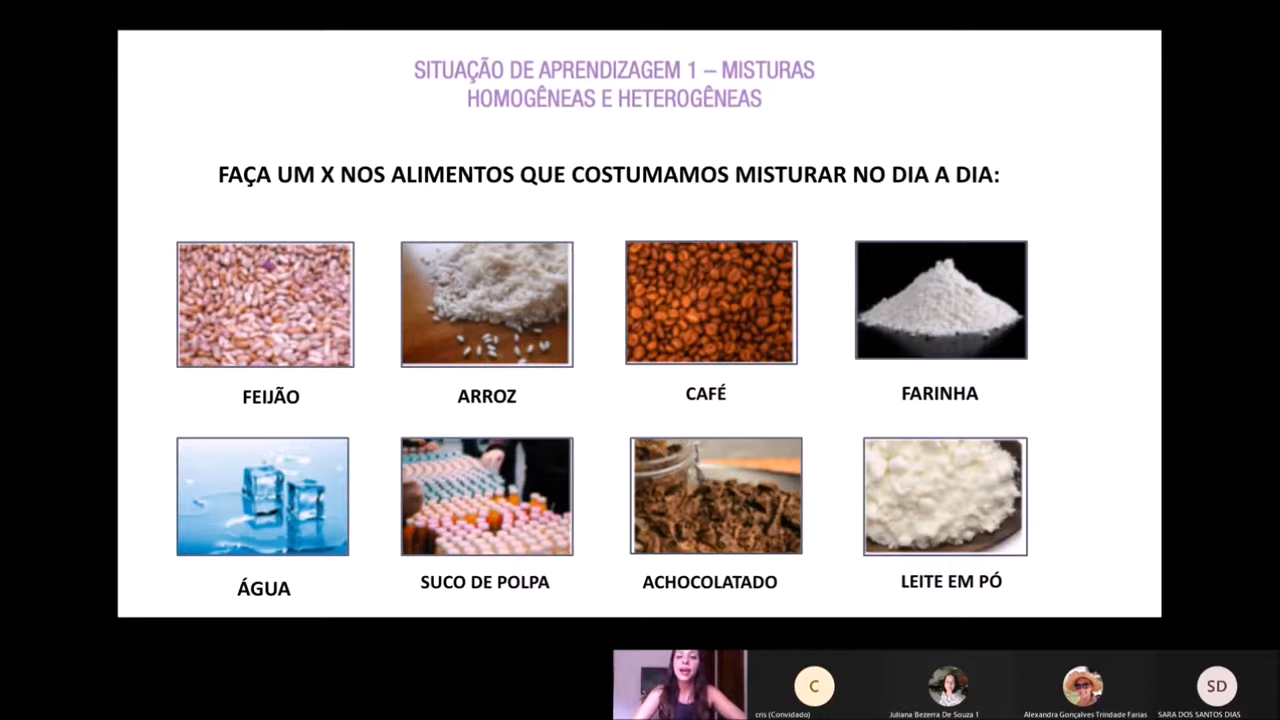 SITUAÇÃO DE APRENDIZAGEM 1 – MISTURAS
HOMOGÊNEAS E HETEROGÊNEAS
FAÇA UM X NOS ALIMENTOS QUE COSTUMAMOS MISTURAR NO DIA A DIA:
FEIJÃO
ARROZ
CAFÉ
FARINHA
ÁGUA
SUCO DE POLPA
ACHOCOLATADO
LEITE EM PÓ
C
SD
cris (Convidado)
Juliana Bezerra De Souza 1
Alexandra Gonçalves Trindade Farias
SARA DOS SANTOS DIAS